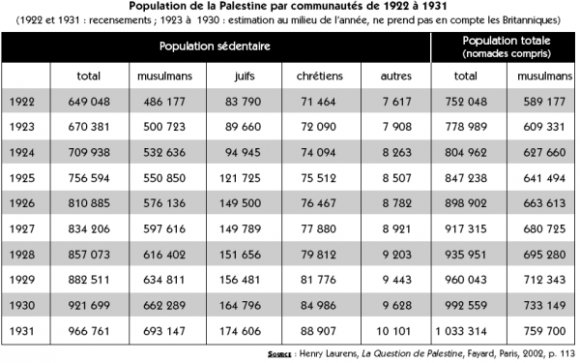 Population de la Palestine par communautés de 1922 à 1931
(1922 et 1931 : recensements ; 1923 à 1930 : estimation au milieu de l'année, ne prend pas en compte les Britanniques)
Population sédentaire Population totale
(nomades compris)
total musulmans juifs chrétiens autres total musulmans
1922 649 048 486 177 83 790 71 464 7 617 752 048 589 177
1923 670 381 500 723 89 660 72 090 7 908 778 989 609 331
1924 709 938 532 636 94 945 74 094 8 263 804 962 627 660
1925 756 594 550 850 121 725 75 512 8 507 847 238 641 494
1926 810 885 576 136 149 500 76 467 8 782 898 902 663 613
1927 834 206 597 616 149 789 77 880 8 921 917 315 680 725
1928 857 073 616 402 151 656 79 812 9 203 935 951 695 280
1929 882 511 634 811 156 481 81 776 9 443 960 043 712 343
1930 921 699 662 289 164 796 84 986 9 628 992 559 733 149
1931 966 761 693 147 174 606 88 907 10 101 1 033 314 759 700
Source : Henry Laurens, La Question de Palestine, Fayard, Paris, 2002, p. 113